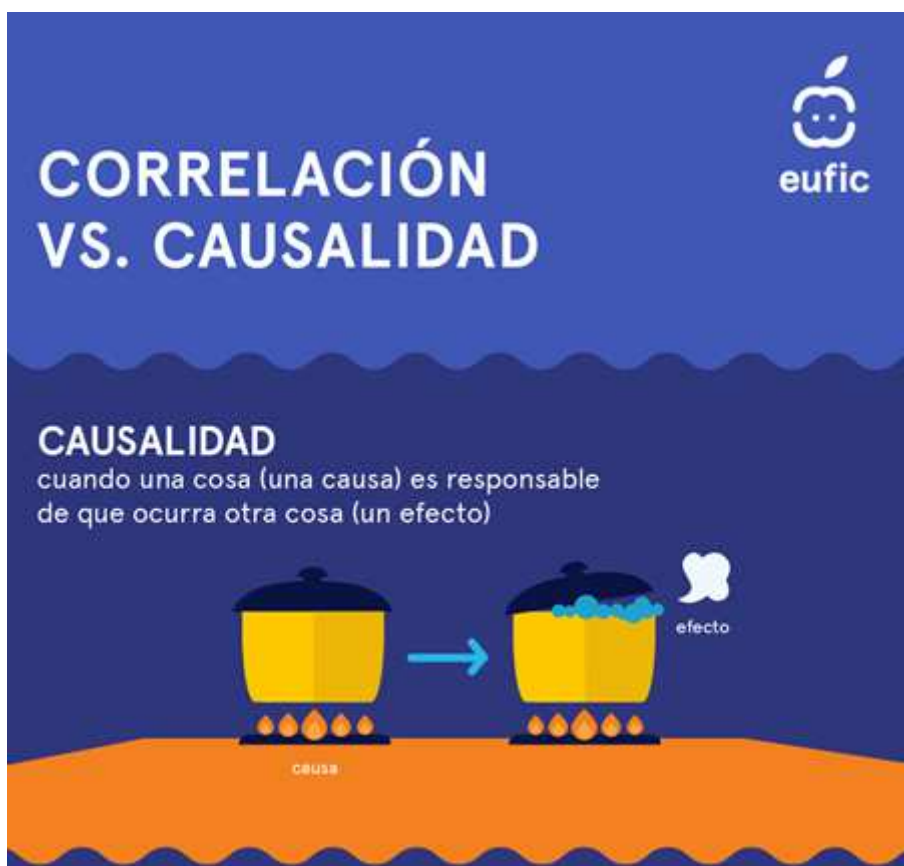 eufic
CORRELACIÓN
VS. CAUSALIDAD
CAUSALIDAD
cuando una cosa (una causa) es responsable
de que ocurra otra cosa (un efecto)
efecto
causa